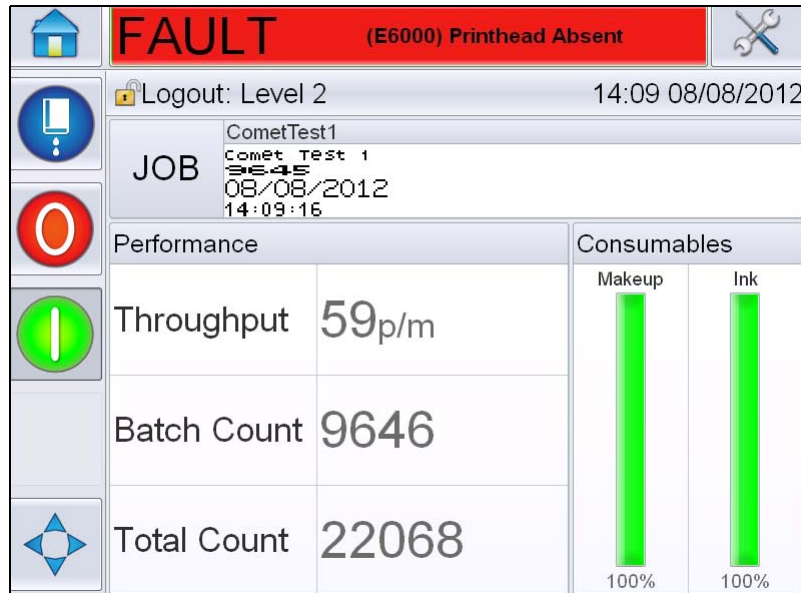 FAULT (E6000) Printhead Absent
Logout: Level 2 14:09 08/08/2012
CometTest1
JOB
Comet Test 1
9645
08/08/2012
14:09:16
Performance
Consumables
Throughput 59p/m
Batch Count 9646
Total Count 22068
Makeup Ink
100% 100%